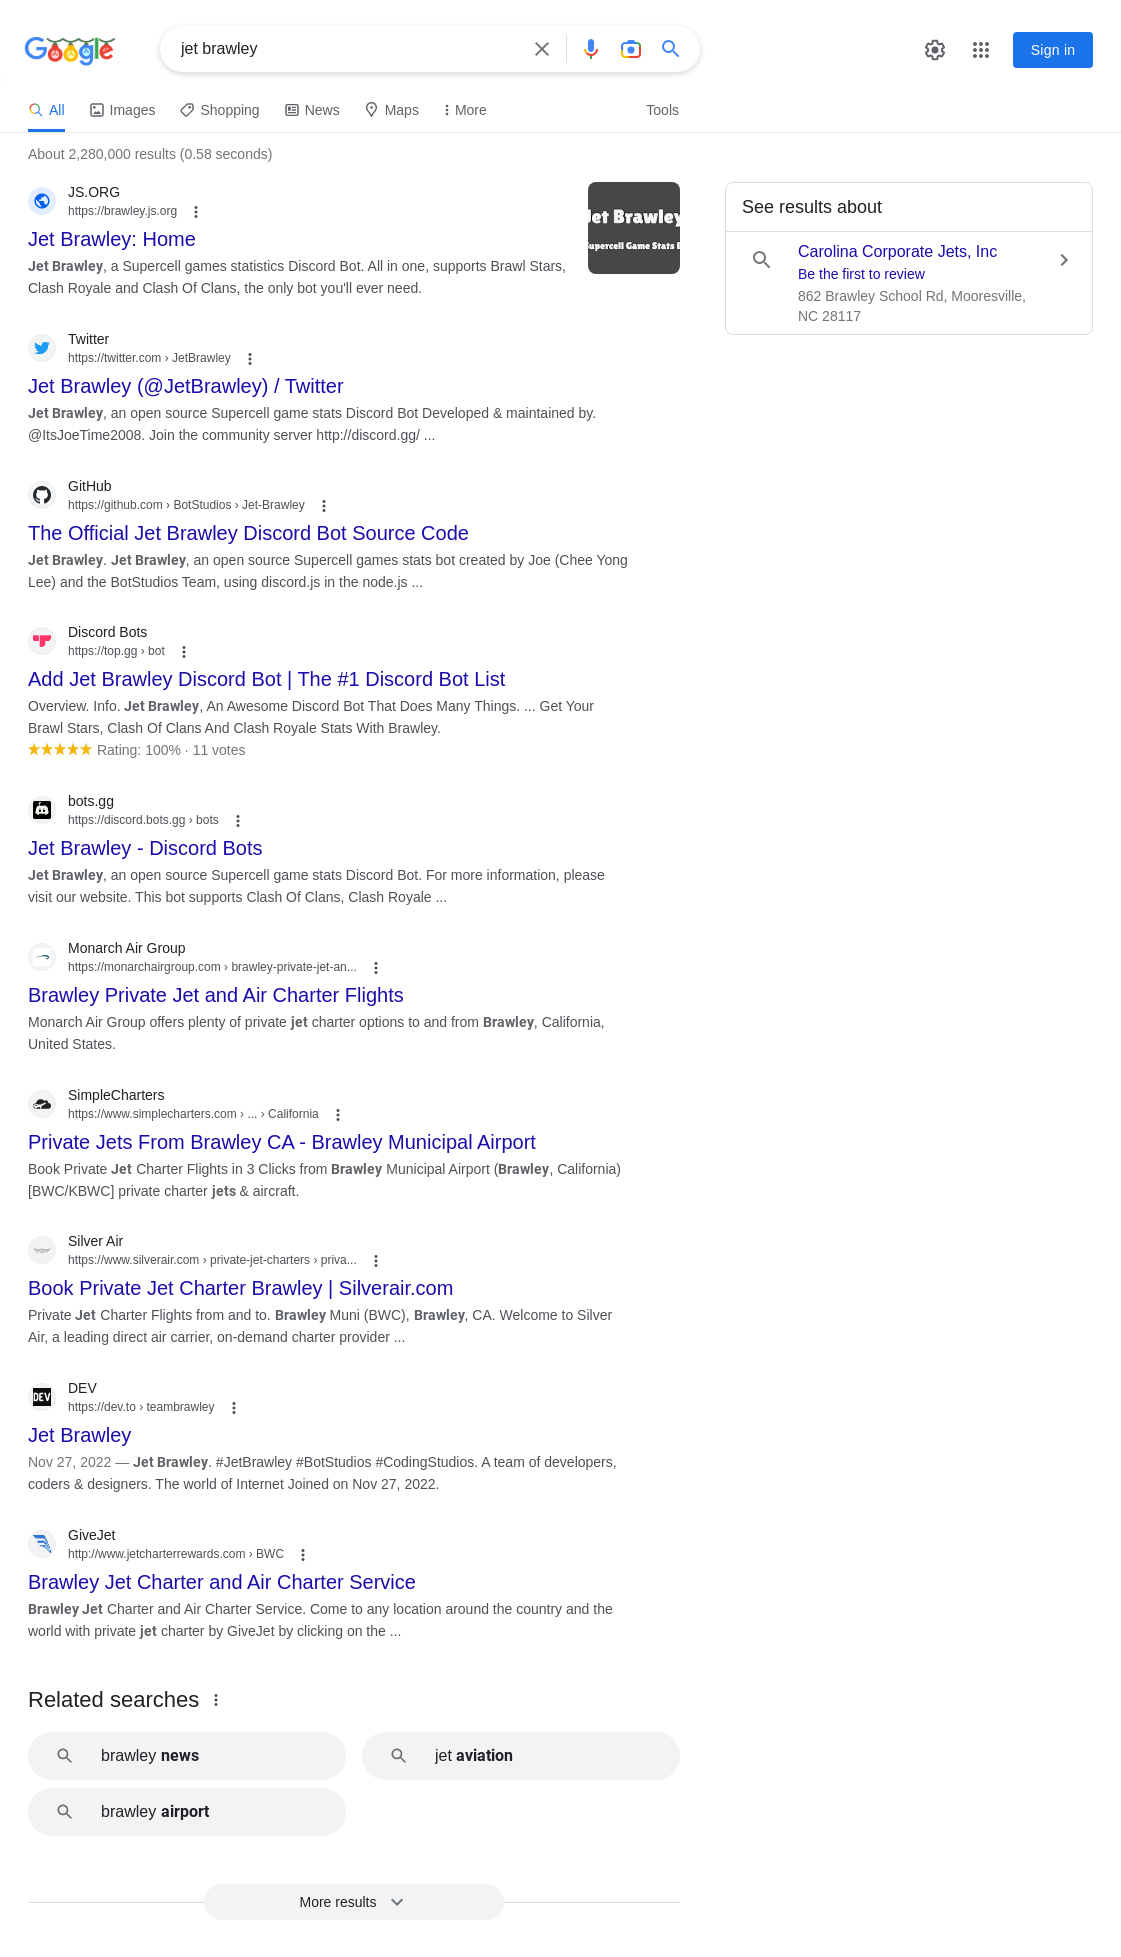 Google
jet brawley
Sign in
All Images Shopping News Maps More Tools
About 2,280,000 results (0.58 seconds)
JS.ORG
https://brawley.js.org
Jet Brawley: Home
Jet Brawley, a Supercell games statistics Discord Bot. All in one, supports Brawl Stars,
Clash Royale and Clash Of Clans, the only bot you'll ever need.
Jet Brawley
Supercell Game Stats B
See results about
Carolina Corporate Jets, Inc
Be the first to review
862 Brawley School Rd, Mooresville,
NC 28117
Twitter
https://twitter.com › JetBrawley
Jet Brawley (@JetBrawley) / Twitter
Jet Brawley, an open source Supercell game stats Discord Bot Developed & maintained by.
@ItsJoeTime2008. Join the community server http://discord.gg/ ...
GitHub
https://github.com › BotStudios › Jet-Brawley
The Official Jet Brawley Discord Bot Source Code
Jet Brawley. Jet Brawley, an open source Supercell games stats bot created by Joe (Chee Yong
Lee) and the BotStudios Team, using discord.js in the node.js ...
Discord Bots
https://top.gg › bot
Add Jet Brawley Discord Bot | The #1 Discord Bot List
Overview. Info. Jet Brawley, An Awesome Discord Bot That Does Many Things. ... Get Your
Brawl Stars, Clash Of Clans And Clash Royale Stats With Brawley.
Rating: 100% · 11 votes
bots.gg
https://discord.bots.gg › bots
Jet Brawley - Discord Bots
Jet Brawley, an open source Supercell game stats Discord Bot. For more information, please
visit our website. This bot supports Clash Of Clans, Clash Royale ...
Monarch Air Group
https://monarchairgroup.com › brawley-private-jet-an...
Brawley Private Jet and Air Charter Flights
Monarch Air Group offers plenty of private jet charter options to and from Brawley, California,
United States.
SimpleCharters
https://www.simplecharters.com › ... › California
Private Jets From Brawley CA - Brawley Municipal Airport
Book Private Jet Charter Flights in 3 Clicks from Brawley Municipal Airport (Brawley, California)
[BWC/KBWC] private charter jets & aircraft.
Silver Air
https://www.silverair.com › private-jet-charters › priva...
Book Private Jet Charter Brawley | Silverair.com
Private Jet Charter Flights from and to. Brawley Muni (BWC), Brawley, CA. Welcome to Silver
Air, a leading direct air carrier, on-demand charter provider ...
DEV
DEV
https://dev.to › teambrawley
Jet Brawley
Nov 27, 2022 — Jet Brawley. #JetBrawley #BotStudios #CodingStudios. A team of developers,
coders & designers. The world of Internet Joined on Nov 27, 2022.
GiveJet
http://www.jetcharterrewards.com › BWC
Brawley Jet Charter and Air Charter Service
Brawley Jet Charter and Air Charter Service. Come to any location around the country and the
world with private jet charter by GiveJet by clicking on the ...
Related searches
brawley news
jet aviation
brawley airport
More results